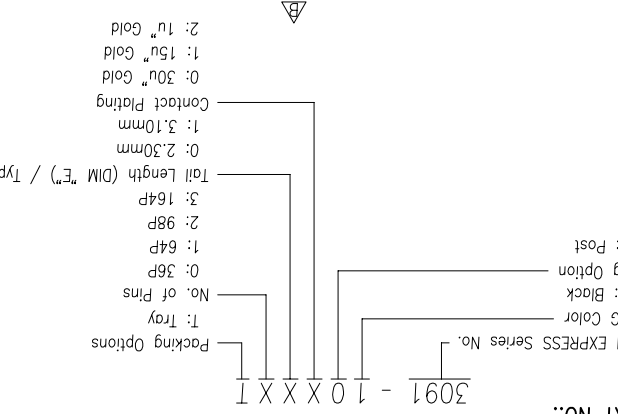 NO.:
3091 - 1 0 X X X T
EXPRESS Series No.
Color
: Black
Option
: Post
Packing Options
T: Tray
No. of Pins
0: 36P
1: 64P
2: 98P
3: 164P
Tail Length (DIM "E") / Typ
0: 2.30mm
1: 3.10mm
Contact Plating
0: 30u" Gold
1: 15u" Gold
2: 1u" Gold
B